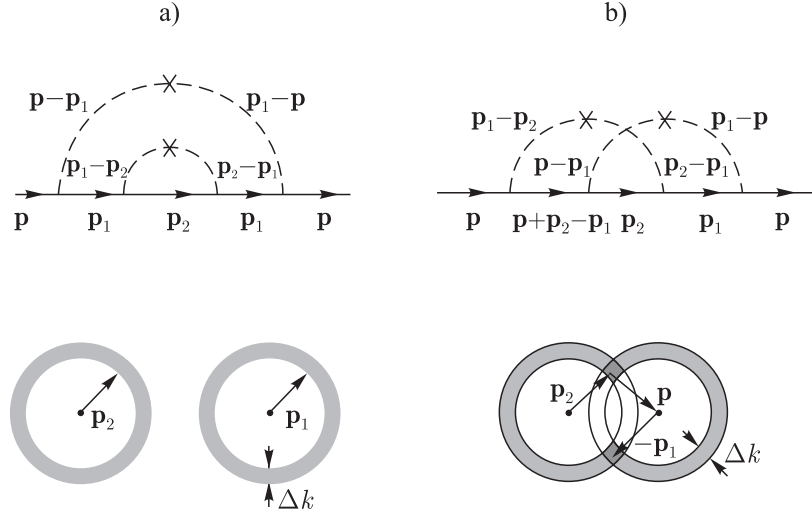 a) b)
p−p₁ p₁−p
p₁−p₂ p₂−p₁
p p₁ p₂ p₁ p
p₁−p₂ p₁−p
p−p₁ p₂−p₁
p p+p₂−p₁ p₂ p₁ p
p₂ p₁
Δk
p₂ p
−p₁
Δk